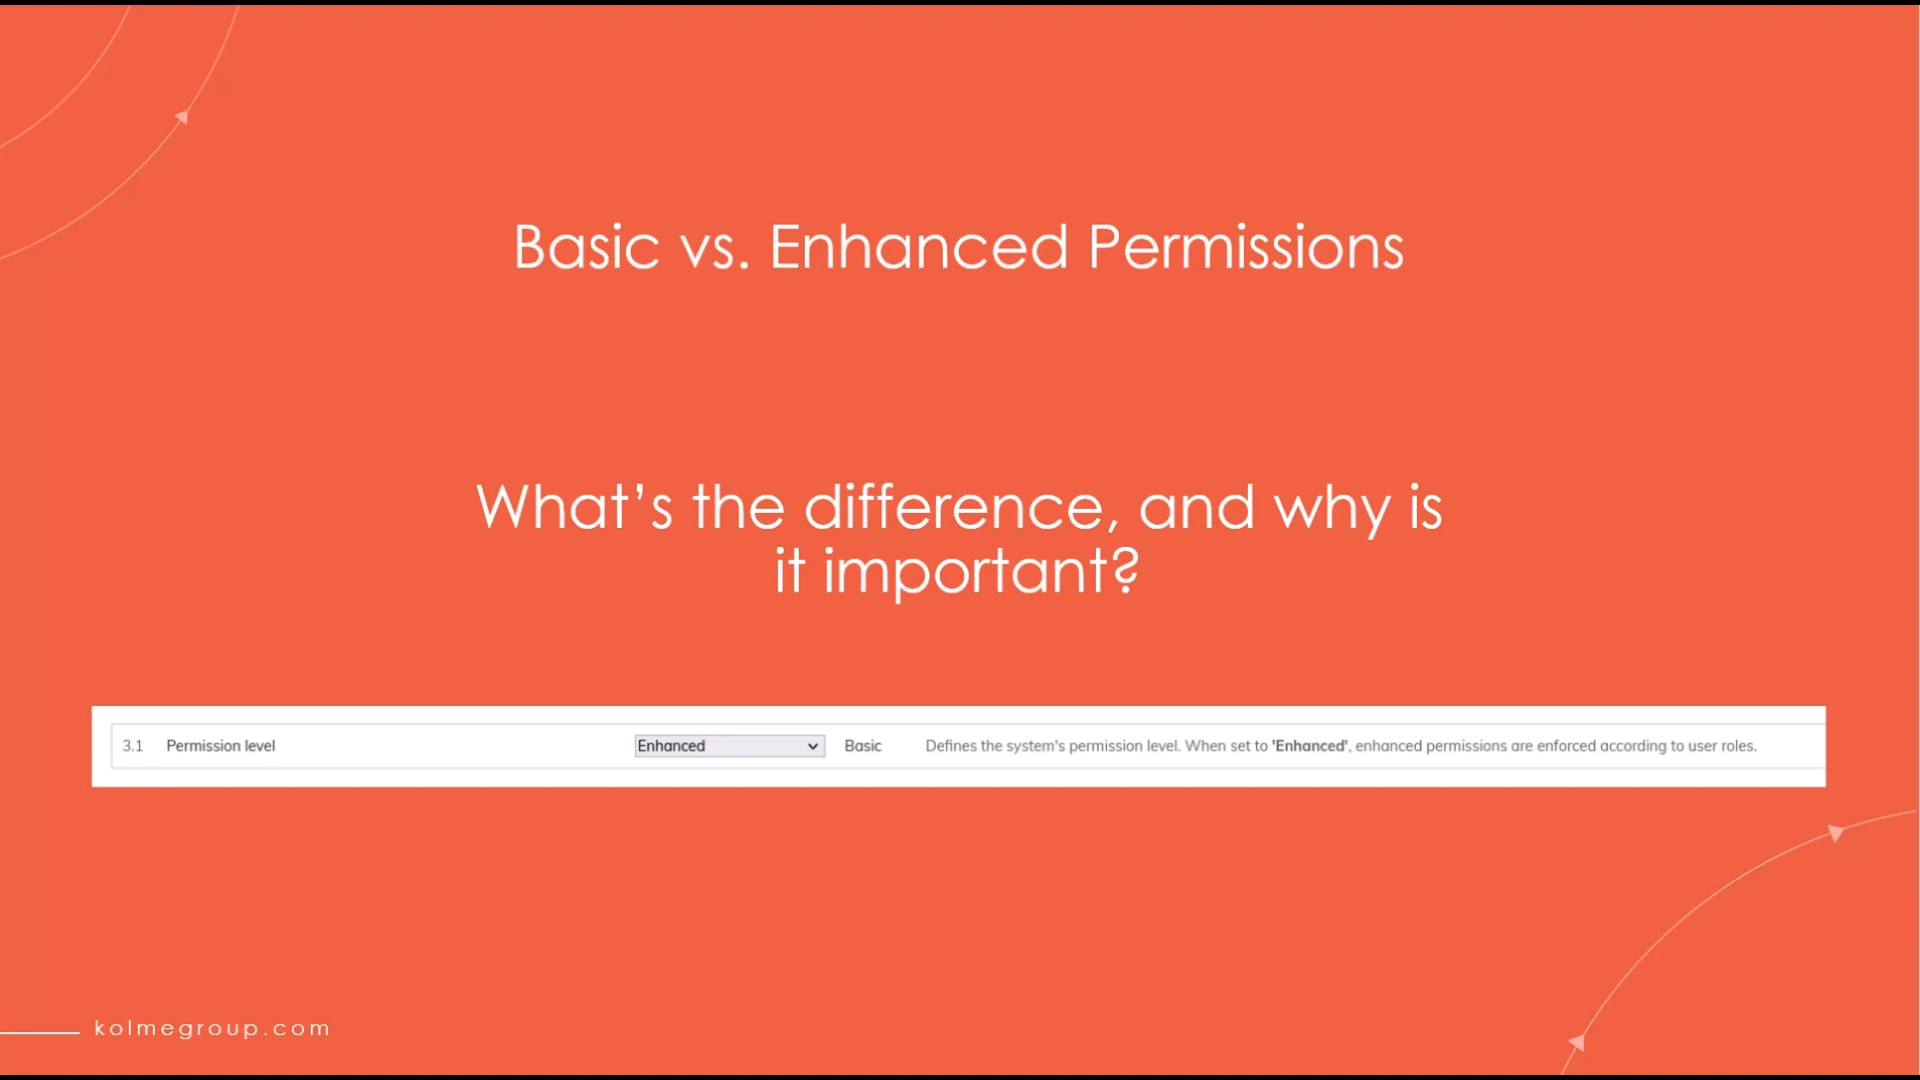 Basic vs. Enhanced Permissions
What’s the difference, and why is
it important?
3.1 Permission level Enhanced Basic Defines the system's permission level. When set to 'Enhanced', enhanced permissions are enforced according to user roles.
kolmegroup.com